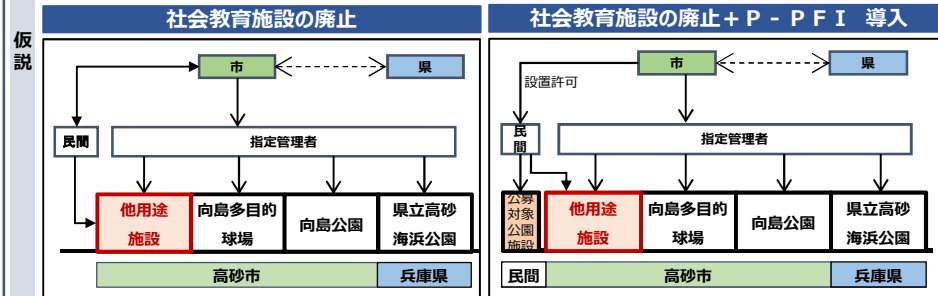 仮説
社会教育施設の廃止
市
県
民間
指定管理者
他用途
施設
向島多目的
球場
向島公園
県立高砂
海浜公園
高砂市
兵庫県
社会教育施設の廃止＋Ｐ‐ＰＦＩ 導入
市
県
設置許可
民
間
指定管理者
公募
対象
公園
施設
他用途
施設
向島多目的
球場
向島公園
県立高砂
海浜公園
民間
高砂市
兵庫県